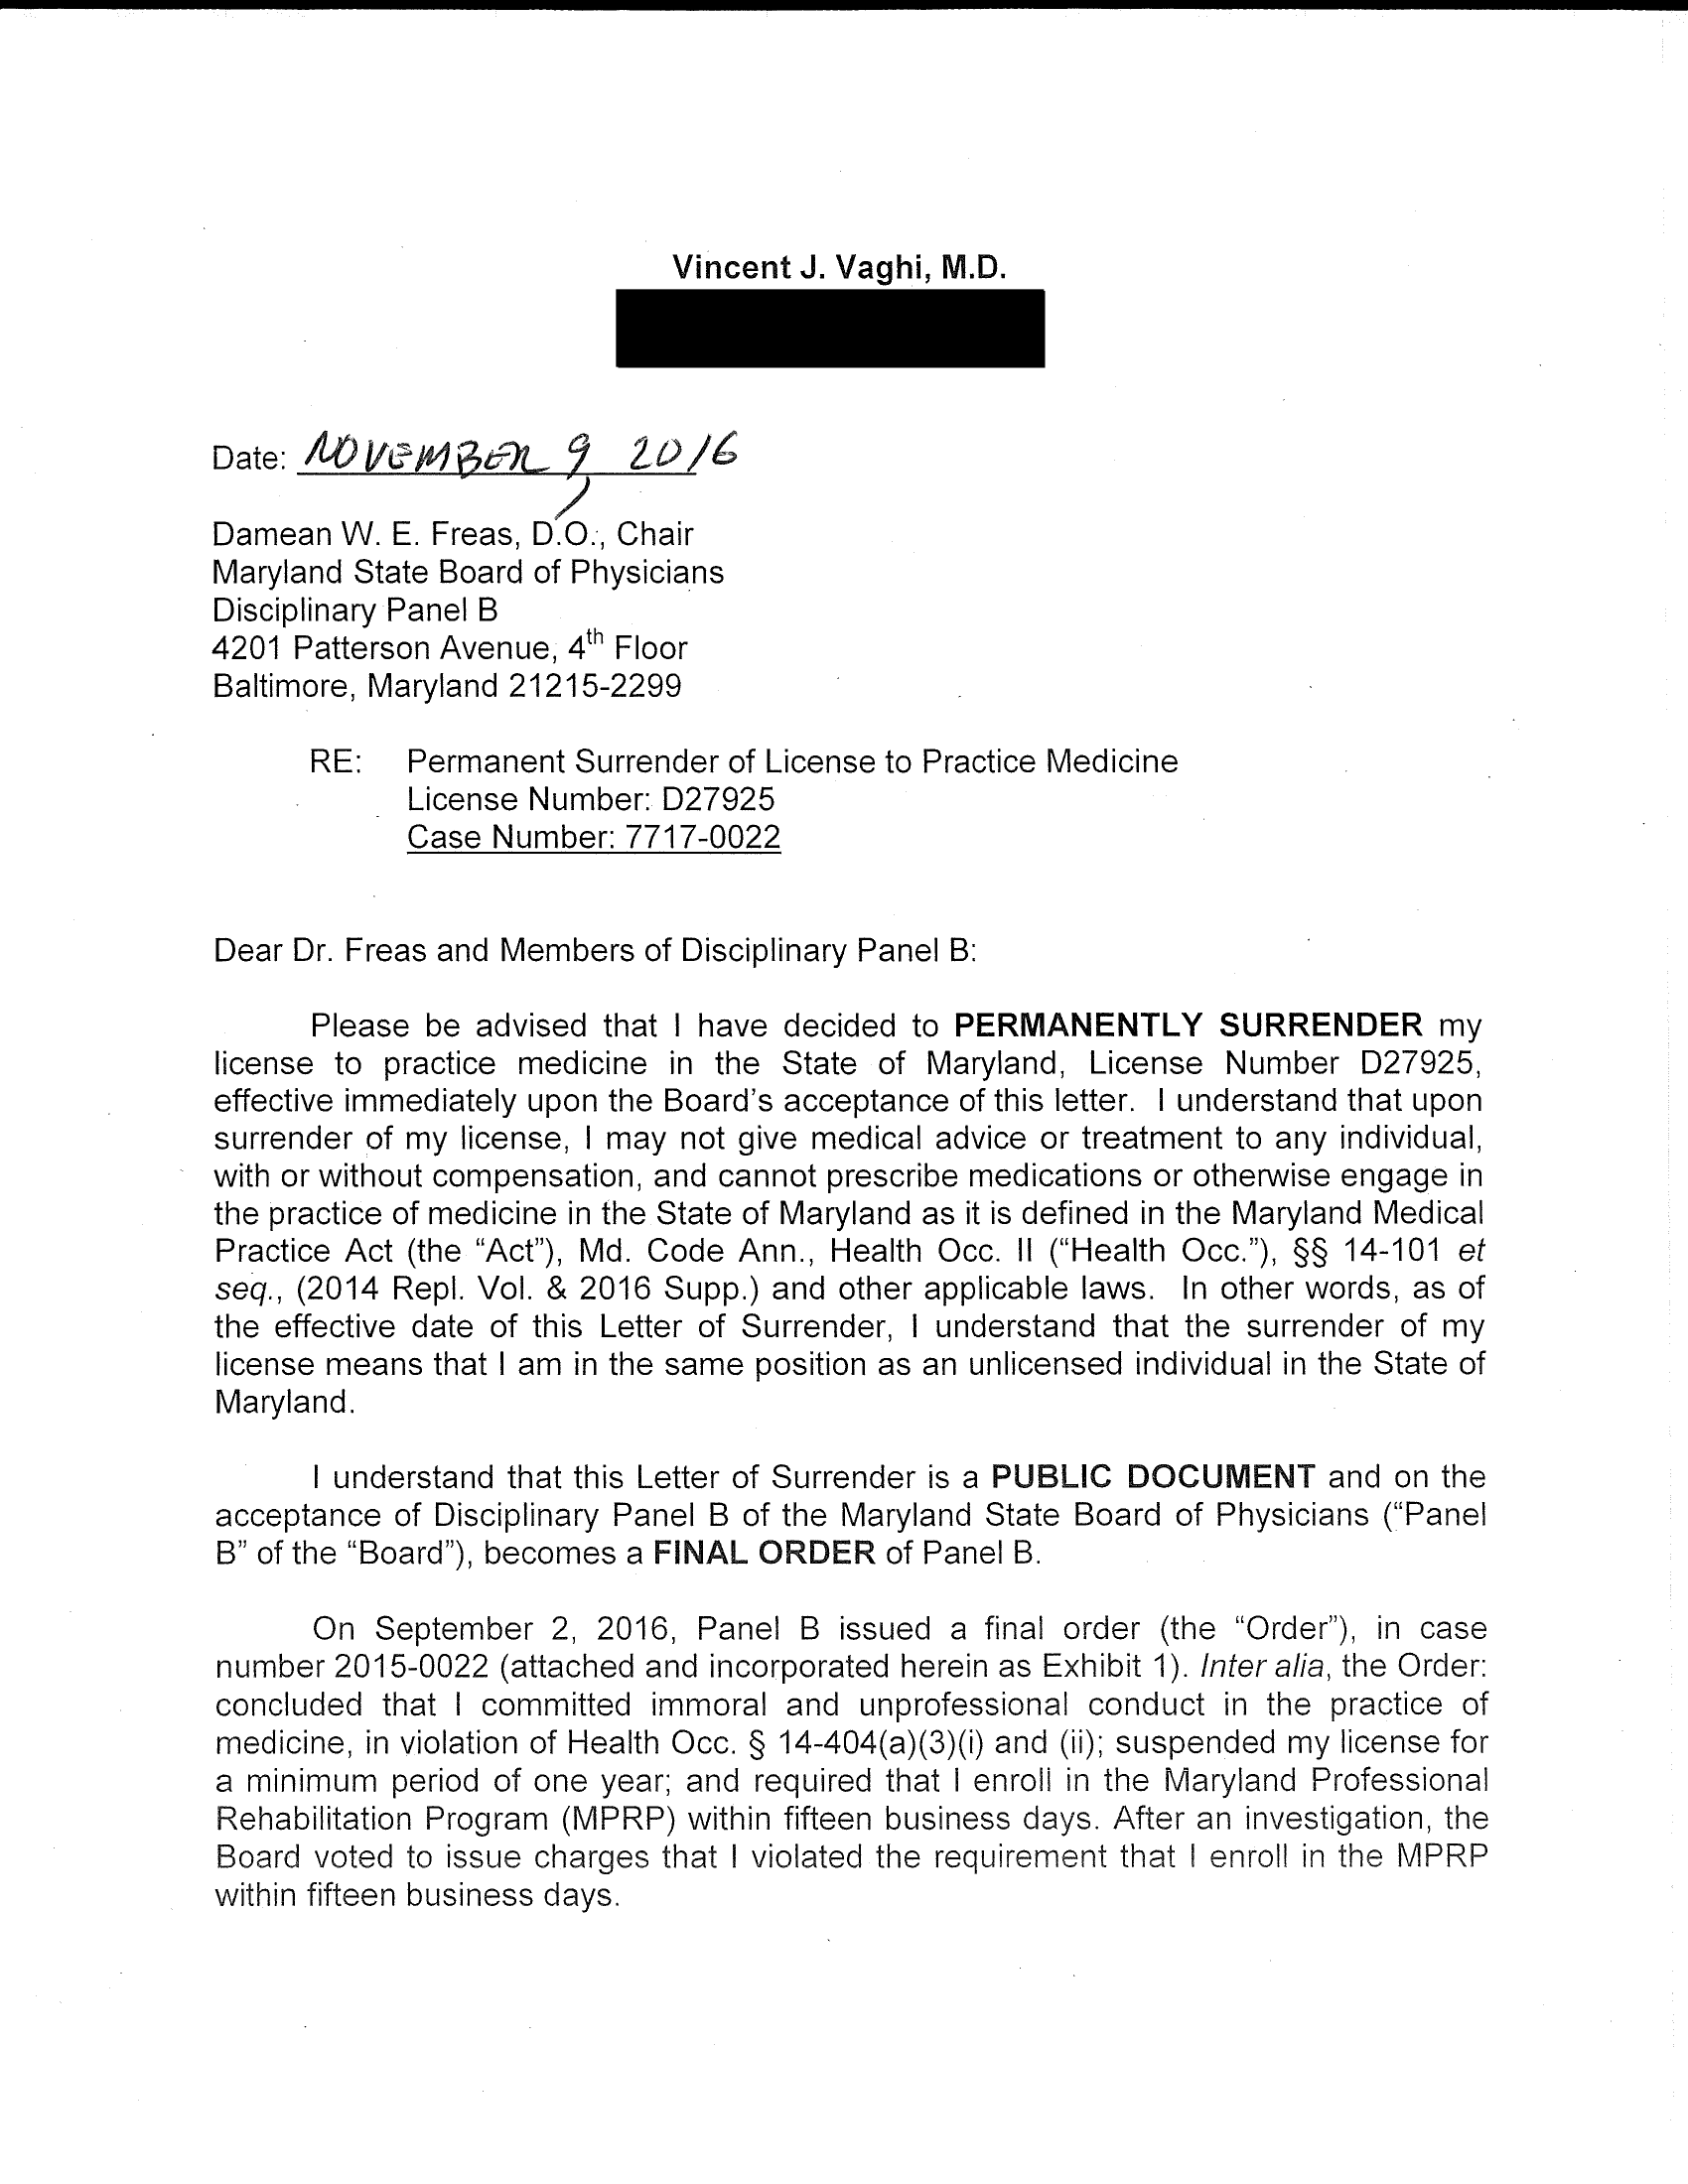 Vincent J. Vaghi, M.D.
Date: NOVEMBER 9, 2016
Damean W. E. Freas, D.O., Chair
Maryland State Board of Physicians
Disciplinary Panel B
4201 Patterson Avenue, 4th Floor
Baltimore, Maryland 21215-2299
RE: Permanent Surrender of License to Practice Medicine
License Number: D27925
Case Number: 7717-0022
Dear Dr. Freas and Members of Disciplinary Panel B:
Please be advised that I have decided to PERMANENTLY SURRENDER my
license to practice medicine in the State of Maryland, License Number D27925,
effective immediately upon the Board's acceptance of this letter. I understand that upon
surrender of my license, I may not give medical advice or treatment to any individual,
with or without compensation, and cannot prescribe medications or otherwise engage in
the practice of medicine in the State of Maryland as it is defined in the Maryland Medical
Practice Act (the “Act”), Md. Code Ann., Health Occ. II (“Health Occ.”), §§ 14-101 et
seq., (2014 Repl. Vol. & 2016 Supp.) and other applicable laws. In other words, as of
the effective date of this Letter of Surrender, I understand that the surrender of my
license means that I am in the same position as an unlicensed individual in the State of
Maryland.
I understand that this Letter of Surrender is a PUBLIC DOCUMENT and on the
acceptance of Disciplinary Panel B of the Maryland State Board of Physicians (“Panel
B” of the “Board”), becomes a FINAL ORDER of Panel B.
On September 2, 2016, Panel B issued a final order (the “Order”), in case
number 2015-0022 (attached and incorporated herein as Exhibit 1). Inter alia, the Order:
concluded that I committed immoral and unprofessional conduct in the practice of
medicine, in violation of Health Occ. § 14-404(a)(3)(i) and (ii); suspended my license for
a minimum period of one year; and required that I enroll in the Maryland Professional
Rehabilitation Program (MPRP) within fifteen business days. After an investigation, the
Board voted to issue charges that I violated the requirement that I enroll in the MPRP
within fifteen business days.